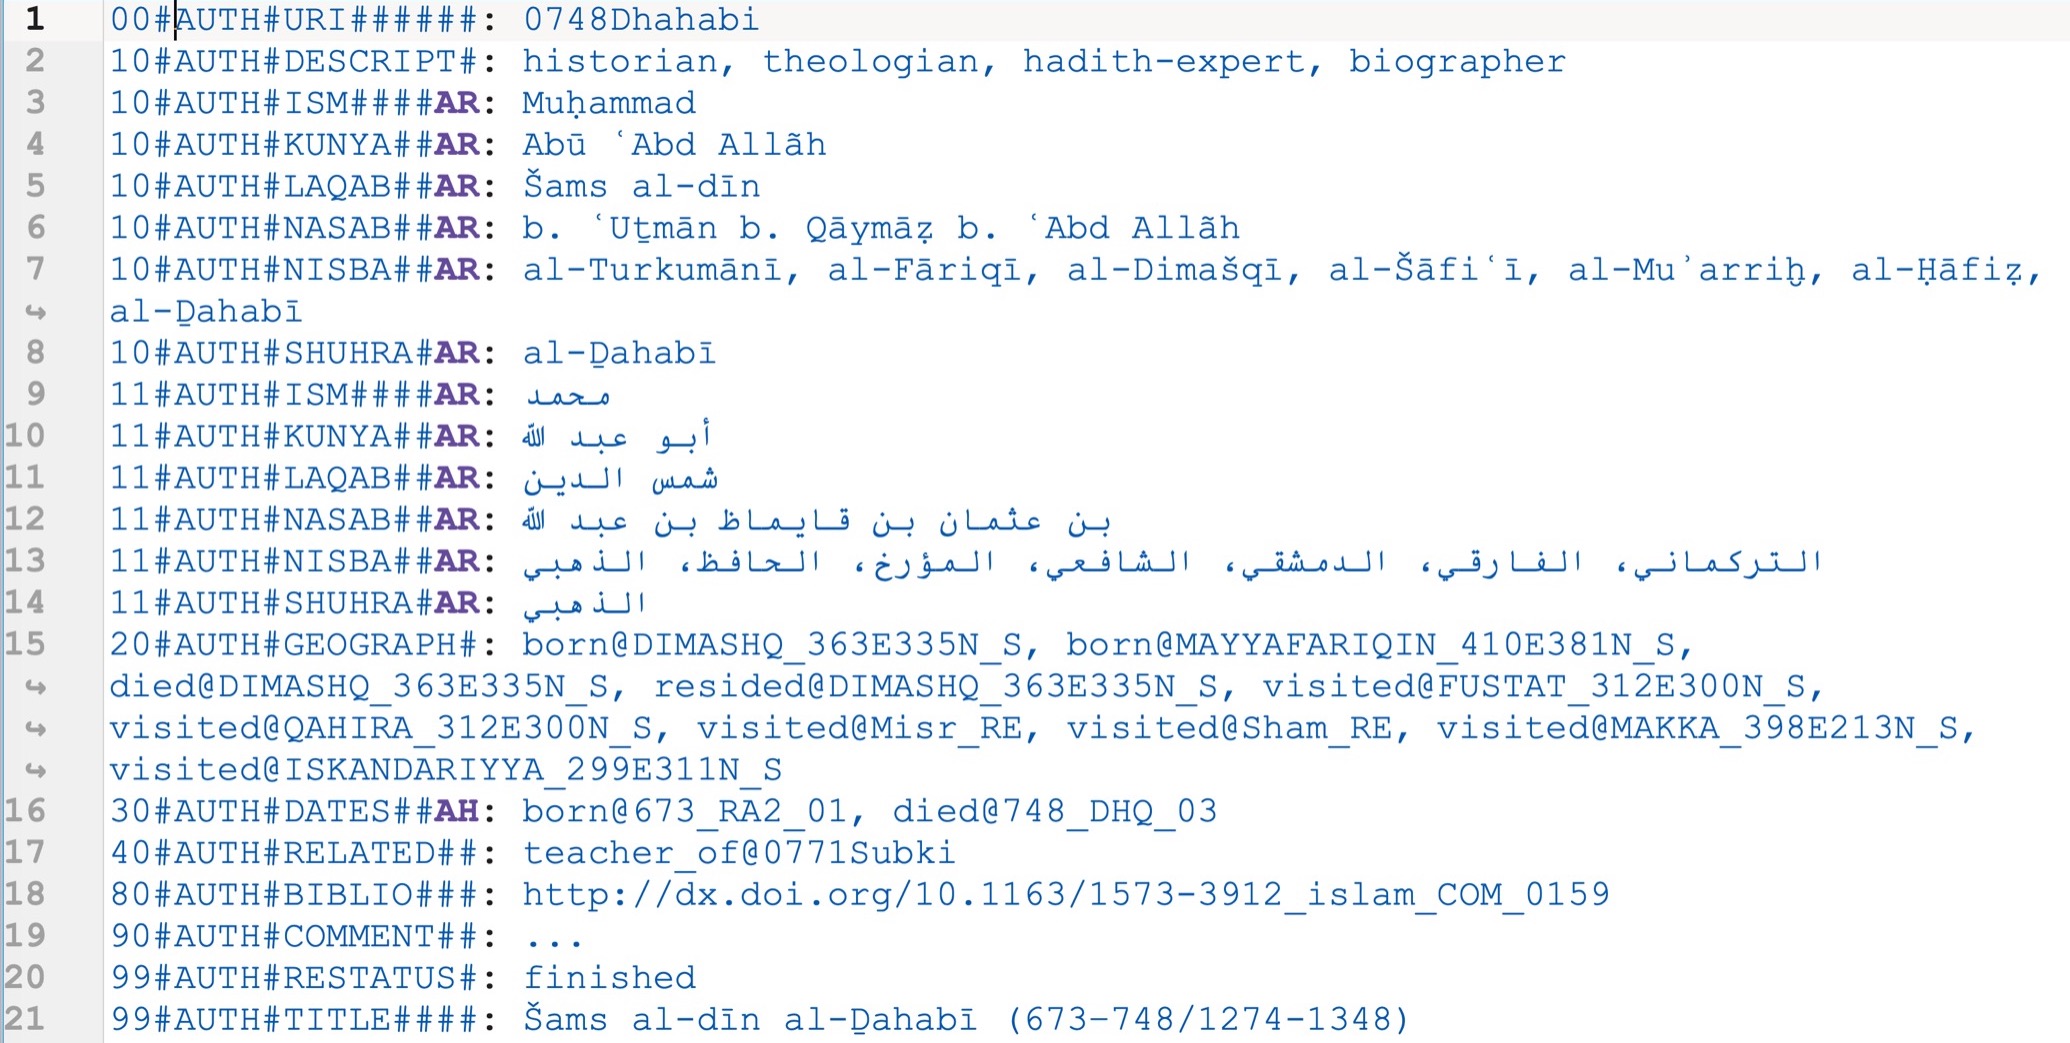 1 00#AUTH#URI######: 0748Dhahabi
2 10#AUTH#DESCRIPT#: historian, theologian, hadith-expert, biographer
3 10#AUTH#ISM####AR: Muḥammad
4 10#AUTH#KUNYA##AR: Abū ʿAbd Allãh
5 10#AUTH#LAQAB##AR: Šams al-dīn
6 10#AUTH#NASAB##AR: b. ʿUṯmān b. Qāymāẓ b. ʿAbd Allãh
7 10#AUTH#NISBA##AR: al-Turkumānī, al-Fāriqī, al-Dimašqī, al-Šāfiʿī, al-Muʾarriḫ, al-Ḥāfiẓ,
↪ al-Ḏahabī
8 10#AUTH#SHUHRA#AR: al-Ḏahabī
9 11#AUTH#ISM####AR: محمد
10 11#AUTH#KUNYA##AR: أبو عبد الله
11 11#AUTH#LAQAB##AR: شمس الدين
12 11#AUTH#NASAB##AR: بن عثمان بن قايماظ بن عبد الله
13 11#AUTH#NISBA##AR: التركماني، الفارقي، الدمشقي، الشافعي، المؤرخ، الحافظ، الذهبي
14 11#AUTH#SHUHRA#AR: الذهبي
15 20#AUTH#GEOGRAPH#: born@DIMASHQ_363E335N_S, born@MAYYAFARIQIN_410E381N_S,
↪ died@DIMASHQ_363E335N_S, resided@DIMASHQ_363E335N_S, visited@FUSTAT_312E300N_S,
↪ visited@QAHIRA_312E300N_S, visited@Misr_RE, visited@Sham_RE, visited@MAKKA_398E213N_S,
↪ visited@ISKANDARIYYA_299E311N_S
16 30#AUTH#DATES##AH: born@673_RA2_01, died@748_DHQ_03
17 40#AUTH#RELATED##: teacher_of@0771Subki
18 80#AUTH#BIBLIO###: http://dx.doi.org/10.1163/1573-3912_islam_COM_0159
19 90#AUTH#COMMENT##: ...
20 99#AUTH#RESTATUS#: finished
21 99#AUTH#TITLE####: Šams al-dīn al-Ḏahabī (673–748/1274-1348)